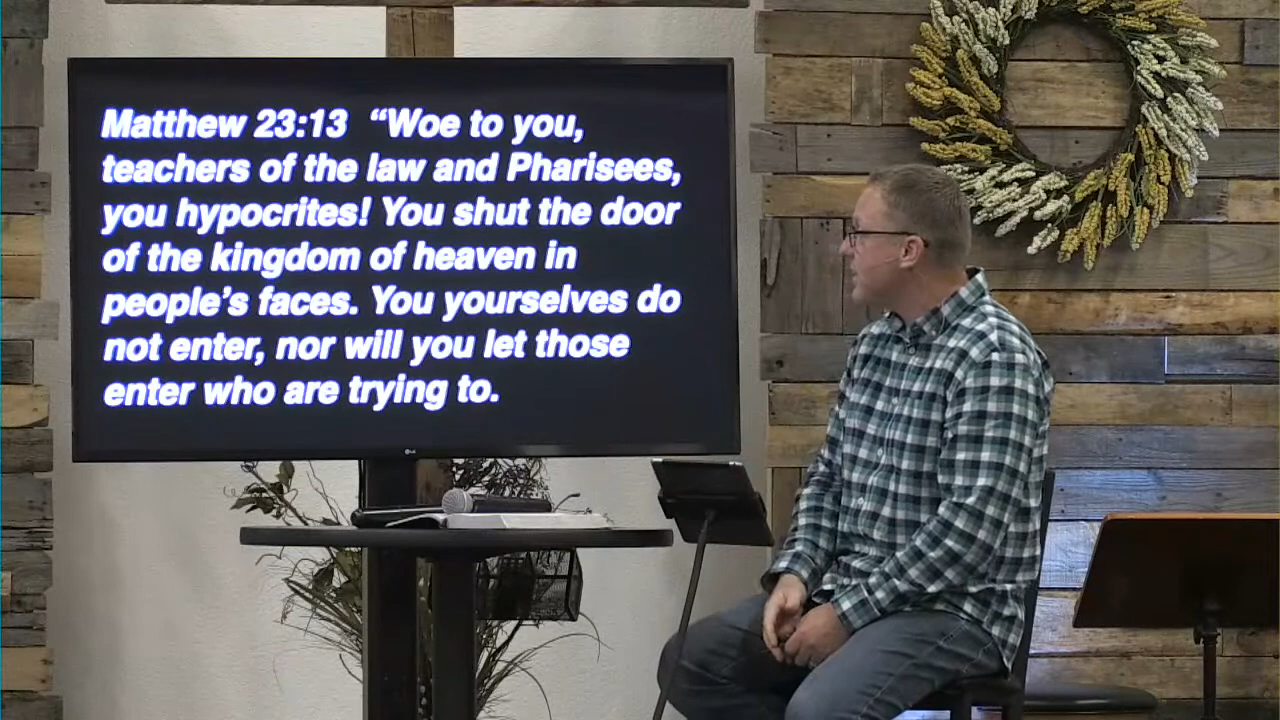 Matthew 23:13 “Woe to you,
teachers of the law and Pharisees,
you hypocrites! You shut the door
of the kingdom of heaven in
people’s faces. You yourselves do
not enter, nor will you let those
enter who are trying to.
LG